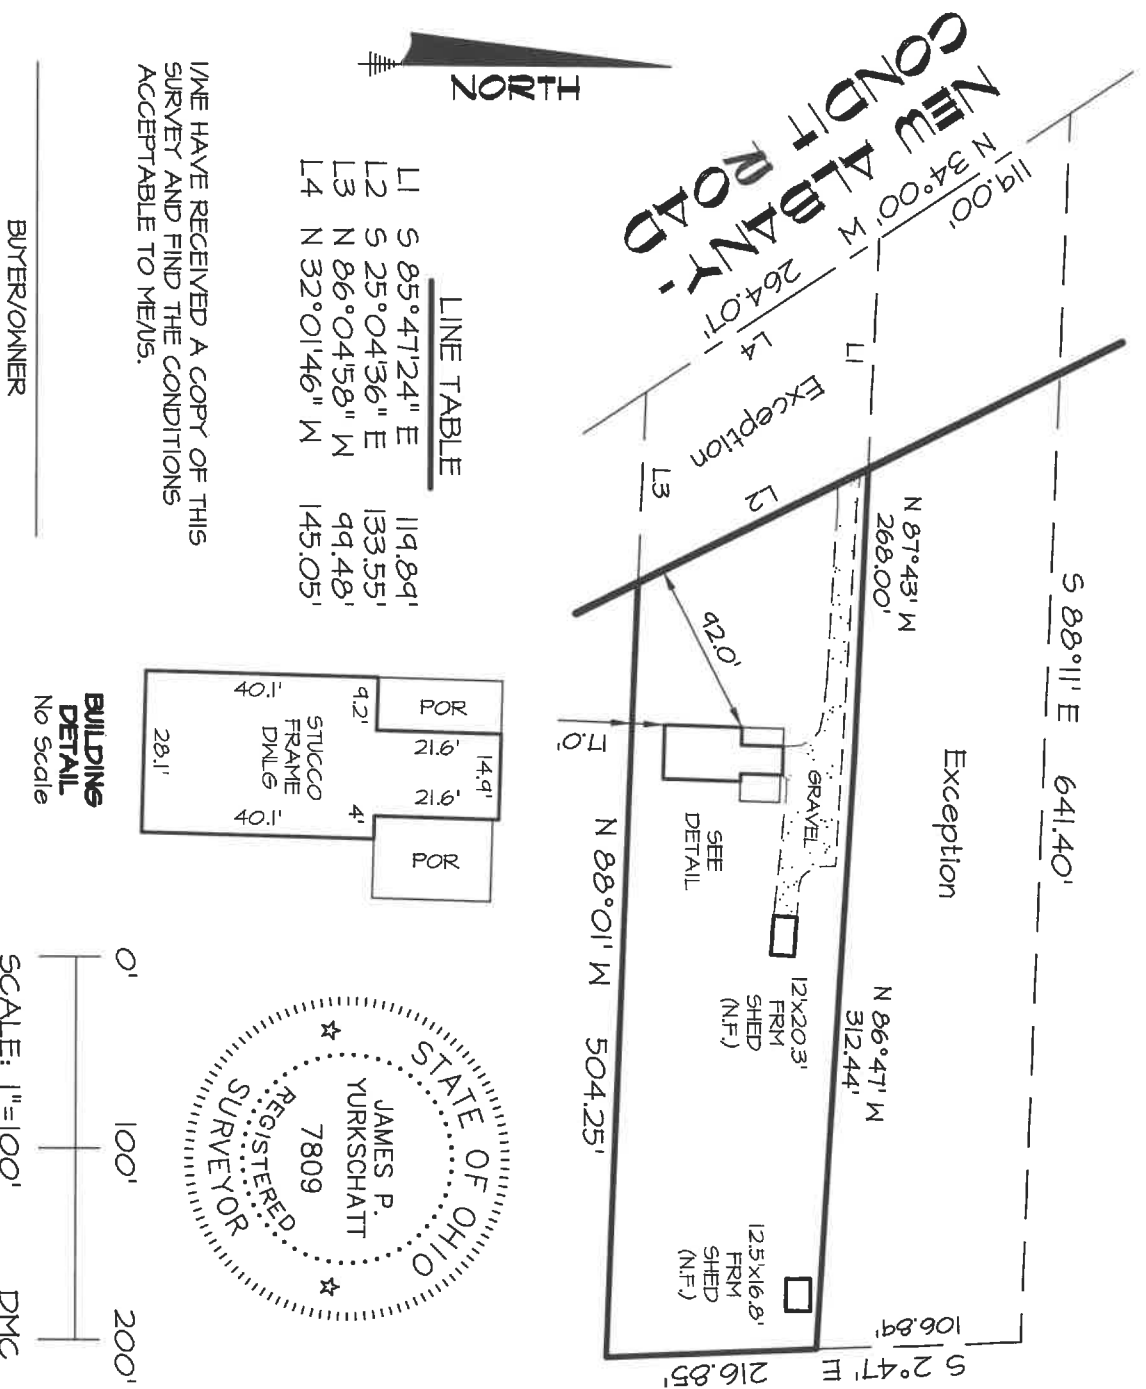 NEW ALBANY -
CONDIT ROAD
119.00'
N 34°00' W
264.07'
L4
L1
Exception
L2
L3
S 88°11' E 641.40'
Exception
N 87°43' W
268.00'
N 86°47' W
312.44'
92.0'
17.0'
GRAVEL
SEE
DETAIL
12'x20.3'
FRM
SHED
(N.F.)
12.5'x16.8'
FRM
SHED
(N.F.)
106.89'
S 2°47' E
216.85'
N 88°01' W 504.25'
NORTH
LINE TABLE
L1 S 85°47'24" E 119.89'
L2 S 25°04'36" E 133.55'
L3 N 86°04'58" W 99.48'
L4 N 32°01'46" W 145.05'
I/WE HAVE RECEIVED A COPY OF THIS
SURVEY AND FIND THE CONDITIONS
ACCEPTABLE TO ME/US.
BUYER/OWNER
POR
14.9'
21.6'
21.6'
9.2'
4'
POR
STUCCO
FRAME
DWLG
40.1'
40.1'
28.1'
BUILDING
DETAIL
No Scale
STATE OF OHIO
JAMES P.
YURKSCHATT
7809
REGISTERED
SURVEYOR
0' 100' 200'
SCALE: 1"=100' DMC